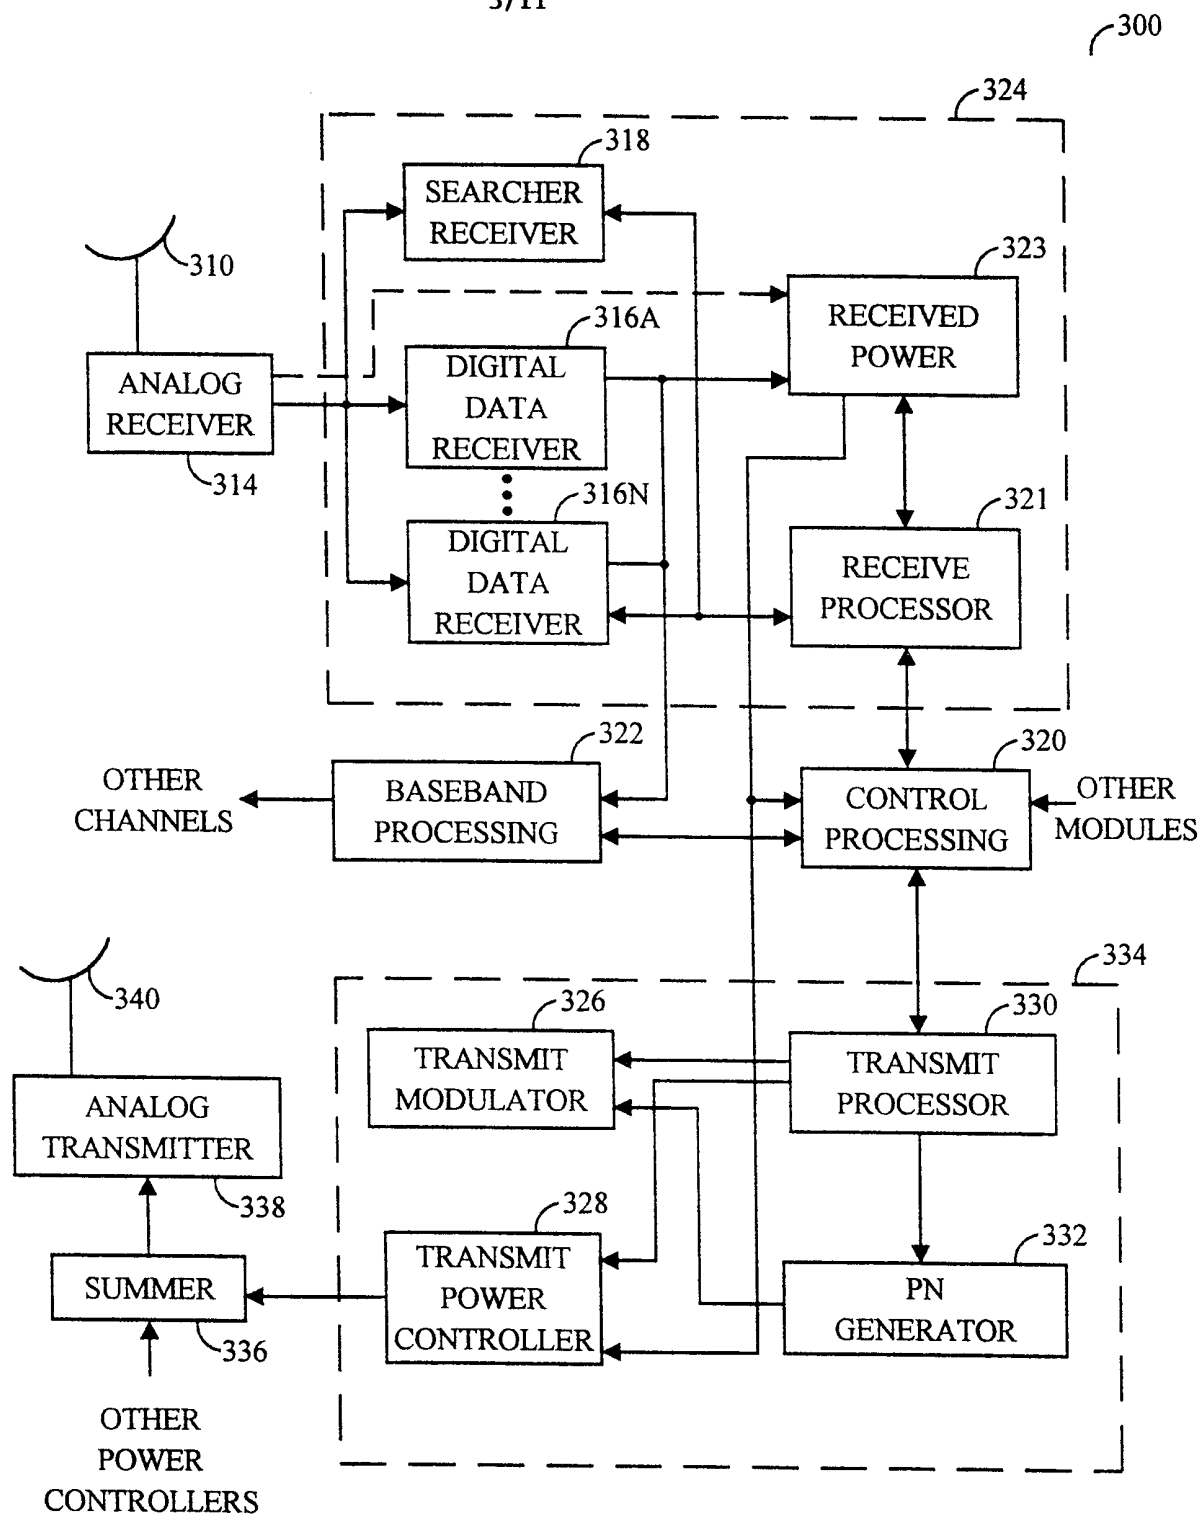 3/11
300
324
318
SEARCHER
RECEIVER
310
323
RECEIVED
POWER
316A
DIGITAL
DATA
RECEIVER
ANALOG
RECEIVER
314
316N
DIGITAL
DATA
RECEIVER
321
RECEIVE
PROCESSOR
322
BASEBAND
PROCESSING
OTHER
CHANNELS
320
CONTROL
PROCESSING
OTHER
MODULES
334
340
326
TRANSMIT
MODULATOR
330
TRANSMIT
PROCESSOR
ANALOG
TRANSMITTER
338
328
TRANSMIT
POWER
CONTROLLER
332
PN
GENERATOR
SUMMER
336
OTHER
POWER
CONTROLLERS